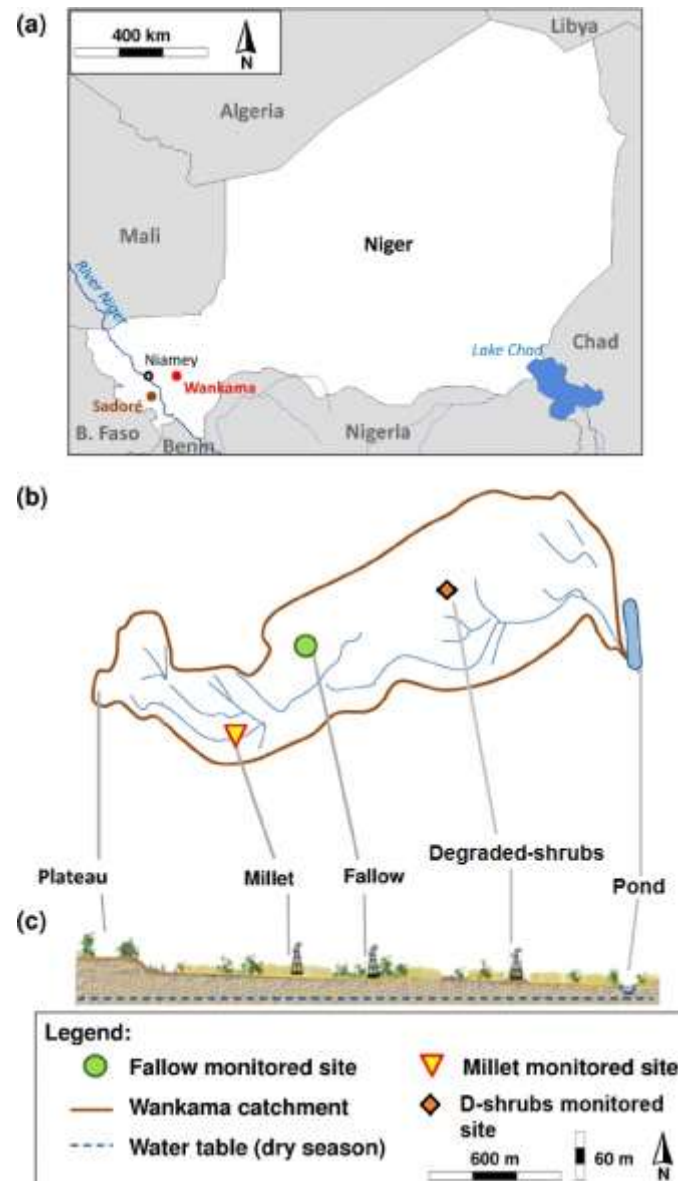 (a)
400 km
N
Libya
Algeria
Mali
Niger
River Niger
Chad
Lake Chad
Niamey
Wankama
Sadoré
B. Faso
Nigeria
Benin
(b)
Degraded-shrubs
Plateau
Millet
Fallow
Pond
(c)
Legend:
Fallow monitored site
Millet monitored site
Wankama catchment
D-shrubs monitored
site
Water table (dry season)
600 m
60 m
N